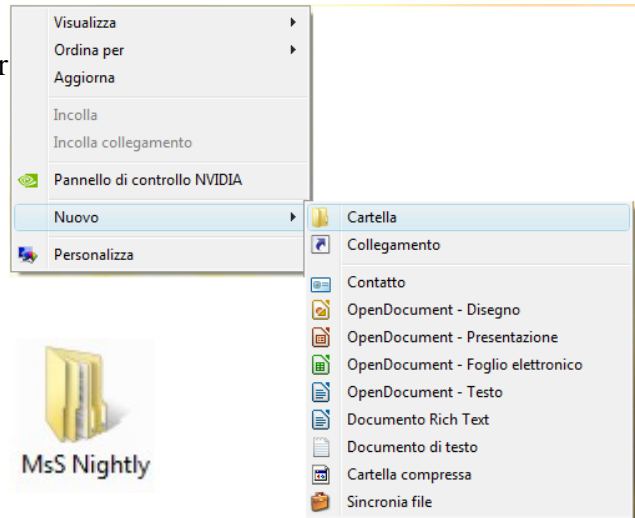 Visualizza
Ordina per
r
Aggiorna
Incolla
Incolla collegamento
Pannello di controllo NVIDIA
Nuovo
Personalizza
Cartella
Collegamento
Contatto
OpenDocument - Disegno
OpenDocument - Presentazione
OpenDocument - Foglio elettronico
OpenDocument - Testo
Documento Rich Text
Documento di testo
Cartella compressa
Sincronia file
MsS Nightly